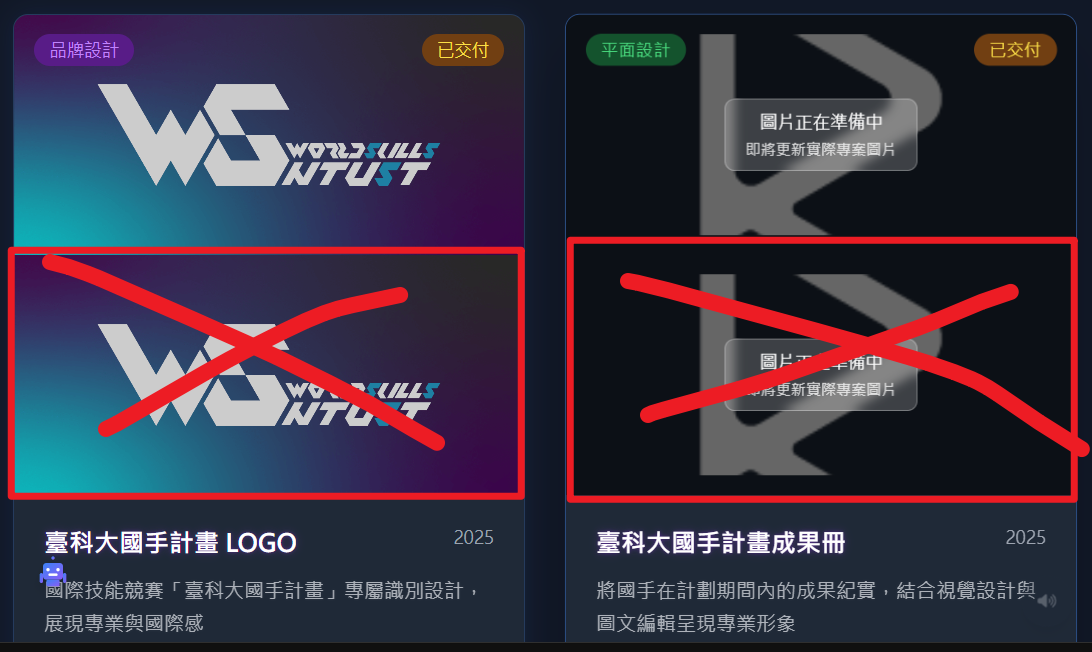 品牌設計
已交付
WS WORLDSKILLS
NTUST
WS WORLDSKILLS
NTUST
臺科大國手計畫 LOGO
2025
國際技能競賽「臺科大國手計畫」專屬識別設計，
展現專業與國際感
平面設計
已交付
圖片正在準備中
即將更新實際專案圖片
圖片正在準備中
即將更新實際專案圖片
臺科大國手計畫成果冊
2025
將國手在計劃期間內的成果紀實，結合視覺設計與
圖文編輯呈現專業形象